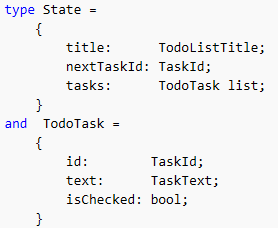 type State =
    {
        title:      TodoListTitle;
        nextTaskId: TaskId;
        tasks:      TodoTask list;
    }
and  TodoTask =
    {
        id:        TaskId;
        text:      TaskText;
        isChecked: bool;
    }